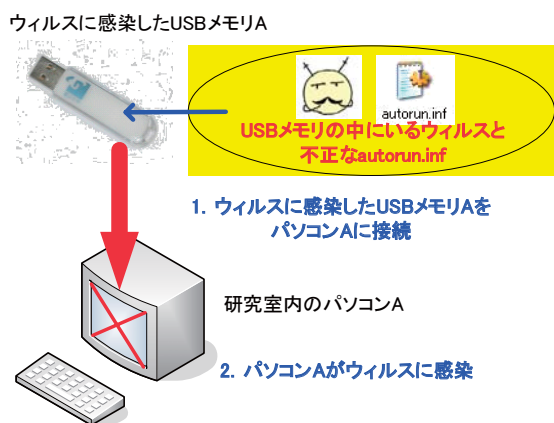 ウィルスに感染したUSBメモリA
autorun.inf
USBメモリの中にいるウィルスと
不正なautorun.inf
1. ウィルスに感染したUSBメモリAを
パソコンAに接続
研究室内のパソコンA
2. パソコンAがウィルスに感染